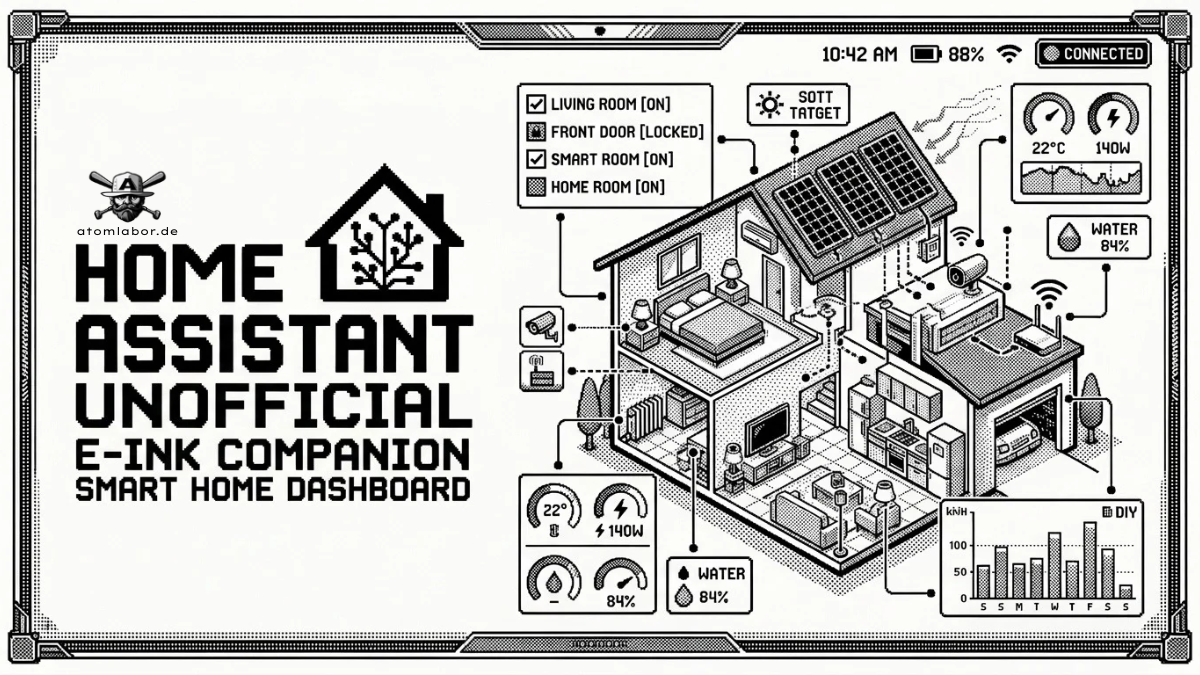 10:42 AM 88% CONNECTED
LIVING ROOM [ON]
FRONT DOOR [LOCKED]
SMART ROOM [ON]
HOME ROOM [ON]
SOTT
TATGET
22°C 140W
WATER
84%
A
atomlabor.de
HOME
ASSISTANT
UNOFFICIAL
E-INK COMPANION
SMART HOME DASHBOARD
22°
140W
84%
WATER
84%
DIY
100
50
0
S S M T W T F S S